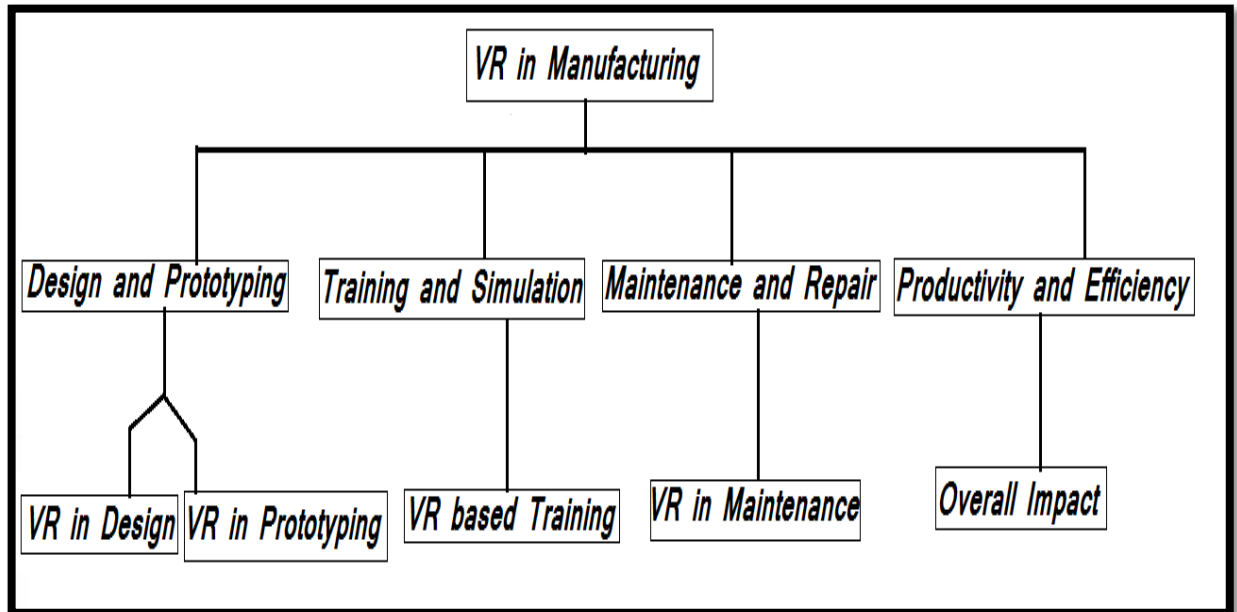 VR in Manufacturing
Design and Prototyping
Training and Simulation
Maintenance and Repair
Productivity and Efficiency
VR in Design
VR in Prototyping
VR based Training
VR in Maintenance
Overall Impact